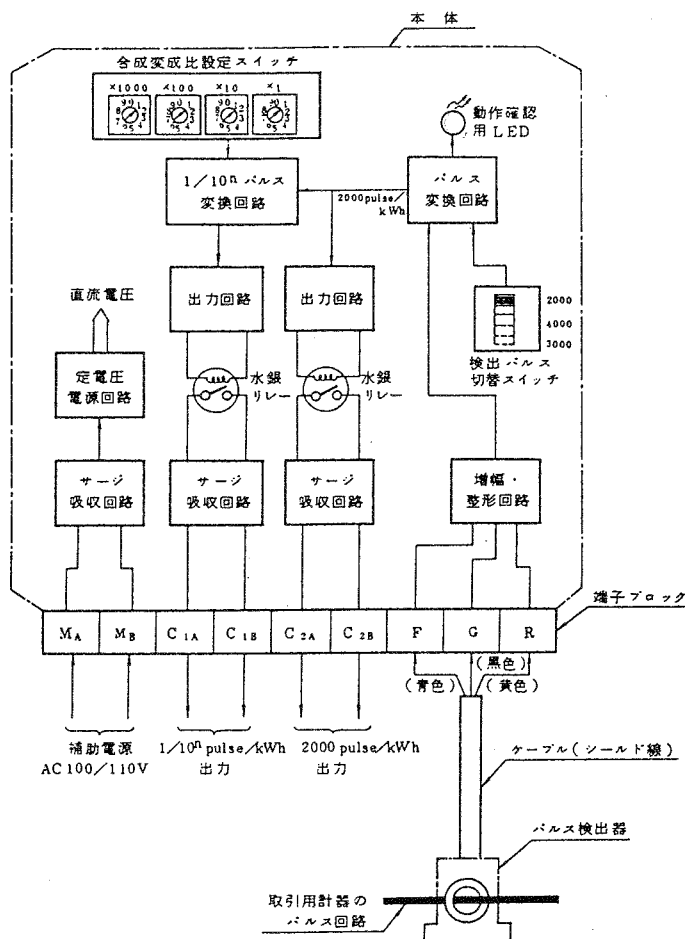 本体
合成変成比設定スイッチ
×1000 ×100 ×10 ×1
動作確認
用LED
1/10ⁿ パルス
変換回路
2000pulse/
kWh
パルス
変換回路
直流電圧
出力回路
出力回路
2000
4000
3000
検出パルス
切替スイッチ
定電圧
電源回路
水銀
リレー
水銀
リレー
サージ
吸収回路
サージ
吸収回路
サージ
吸収回路
増幅・
整形回路
端子ブロック
MA MB C1A C1B C2A C2B F G R
(青色)
(黒色)
(黄色)
補助電源
AC100/110V
1/10ⁿ pulse/kWh
出力
2000 pulse/kWh
出力
ケーブル(シールド線)
パルス検出器
取引用計器の
パルス回路